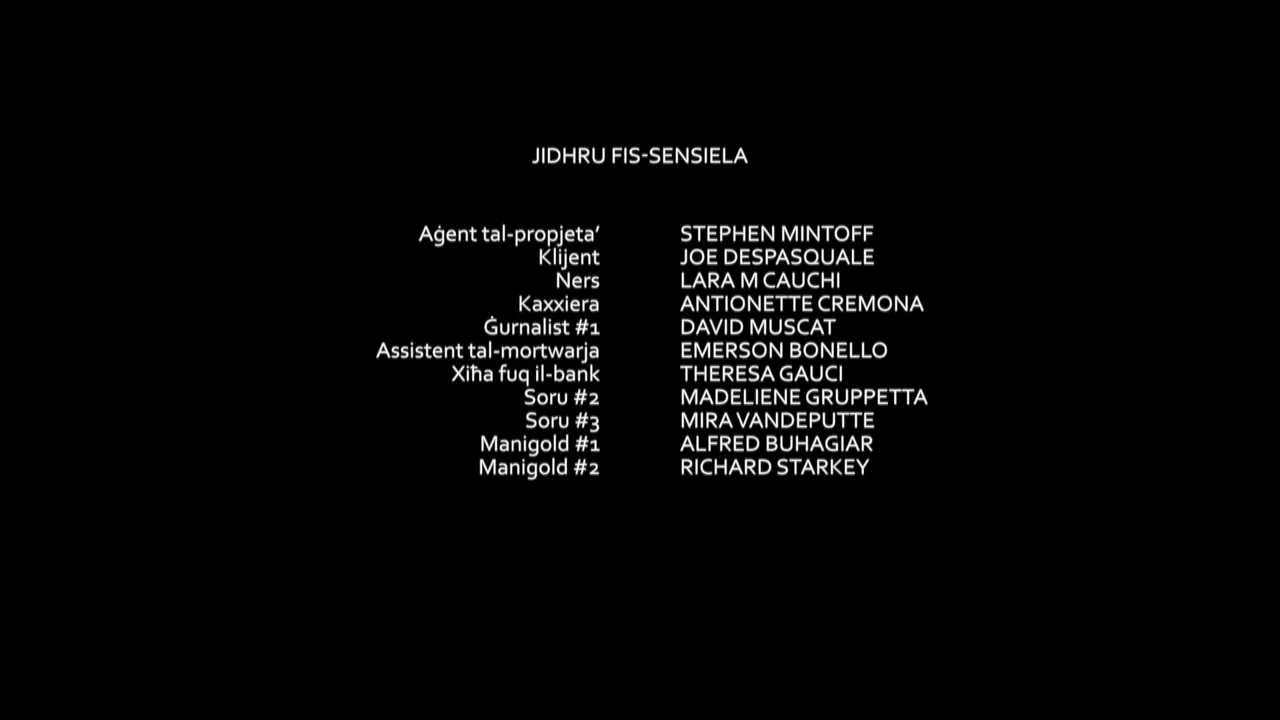 JIDHRU FIS-SENSIELA
Aġent tal-propjeta’ STEPHEN MINTOFF
Klijent JOE DESPASQUALE
Ners LARA M CAUCHI
Kaxxiera ANTIONETTE CREMONA
Ġurnalist #1 DAVID MUSCAT
Assistent tal-mortwarja EMERSON BONELLO
Xiħa fuq il-bank THERESA GAUCI
Soru #2 MADELIENE GRUPPETTA
Soru #3 MIRA VANDEPUTTE
Manigold #1 ALFRED BUHAGIAR
Manigold #2 RICHARD STARKEY